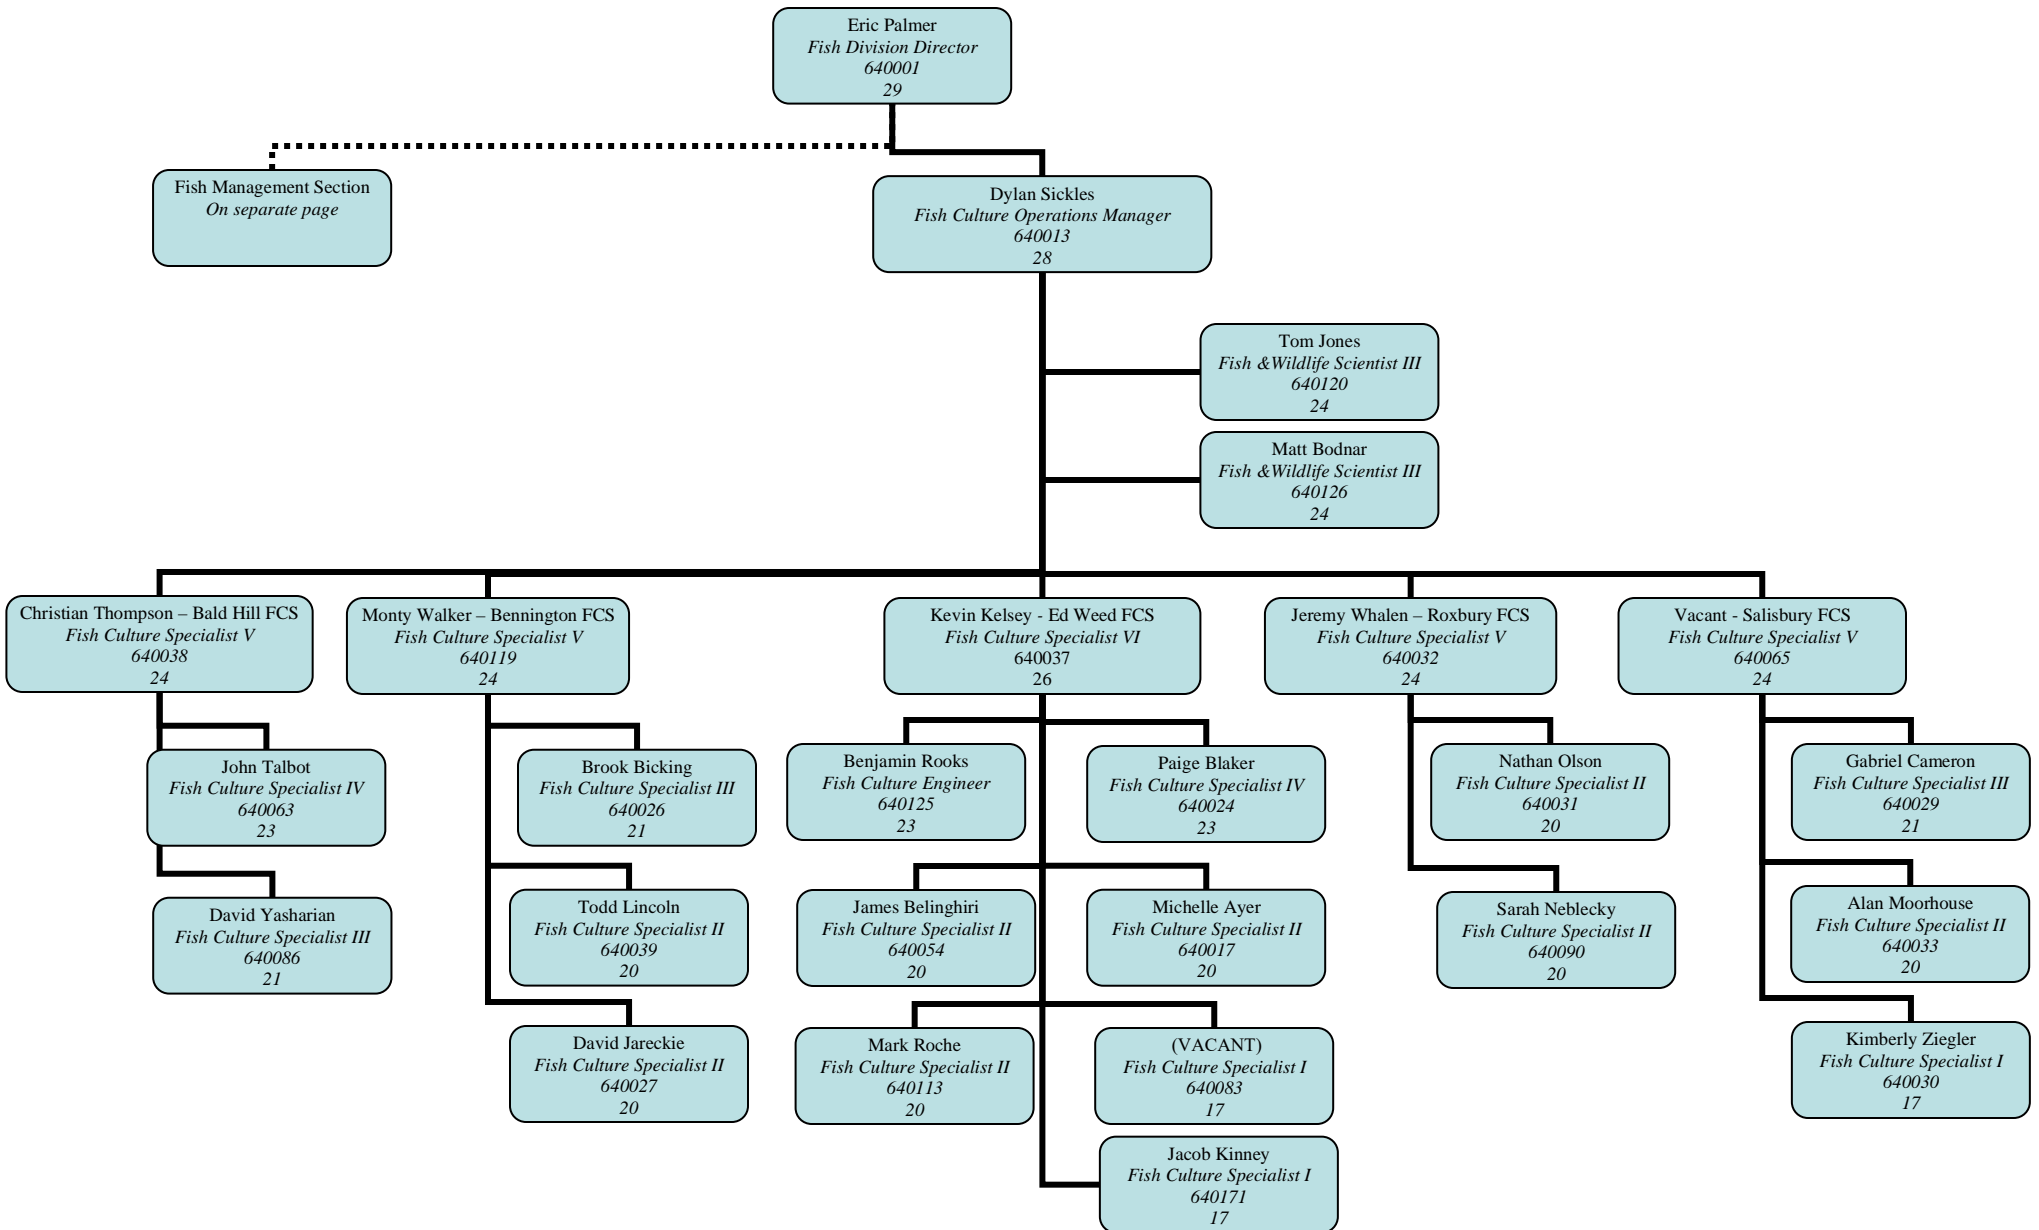 Eric Palmer
Fish Division Director
640001
29
Fish Management Section
On separate page
Dylan Sickles
Fish Culture Operations Manager
640013
28
Tom Jones
Fish &Wildlife Scientist III
640120
24
Matt Bodnar
Fish &Wildlife Scientist III
640126
24
Christian Thompson – Bald Hill FCS
Fish Culture Specialist V
640038
24
Monty Walker – Bennington FCS
Fish Culture Specialist V
640119
24
Kevin Kelsey - Ed Weed FCS
Fish Culture Specialist VI
640037
26
Jeremy Whalen – Roxbury FCS
Fish Culture Specialist V
640032
24
Vacant - Salisbury FCS
Fish Culture Specialist V
640065
24
John Talbot
Fish Culture Specialist IV
640063
23
Brook Bicking
Fish Culture Specialist III
640026
21
Benjamin Rooks
Fish Culture Engineer
640125
23
Paige Blaker
Fish Culture Specialist IV
640024
23
Nathan Olson
Fish Culture Specialist II
640031
20
Gabriel Cameron
Fish Culture Specialist III
640029
21
David Yasharian
Fish Culture Specialist III
640086
21
Todd Lincoln
Fish Culture Specialist II
640039
20
James Belinghiri
Fish Culture Specialist II
640054
20
Michelle Ayer
Fish Culture Specialist II
640017
20
Sarah Neblecky
Fish Culture Specialist II
640090
20
Alan Moorhouse
Fish Culture Specialist II
640033
20
David Jareckie
Fish Culture Specialist II
640027
20
Mark Roche
Fish Culture Specialist II
640113
20
(VACANT)
Fish Culture Specialist I
640083
17
Kimberly Ziegler
Fish Culture Specialist I
640030
17
Jacob Kinney
Fish Culture Specialist I
640171
17